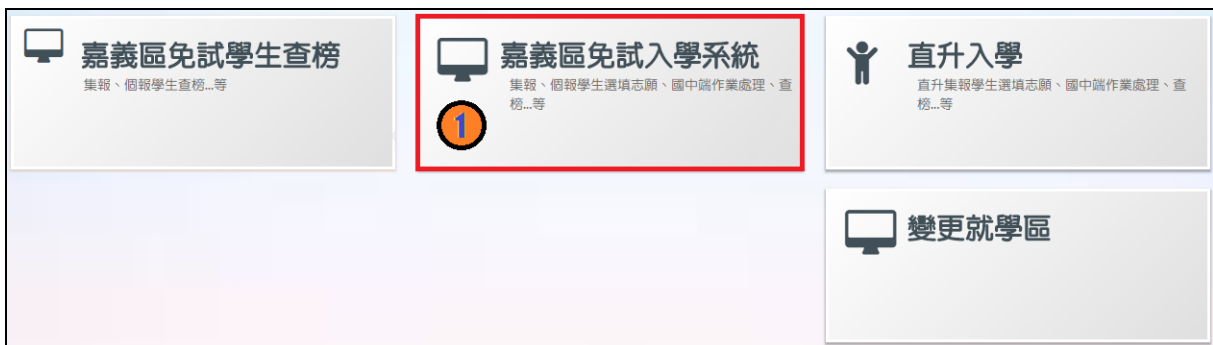 嘉義區免試學生查榜
集報、個報學生查榜...等
嘉義區免試入學系統
集報、個報學生選填志願、國中端作業處理、查
榜...等
1
直升入學
直升集報學生選填志願、國中端作業處理、查
榜...等
變更就學區